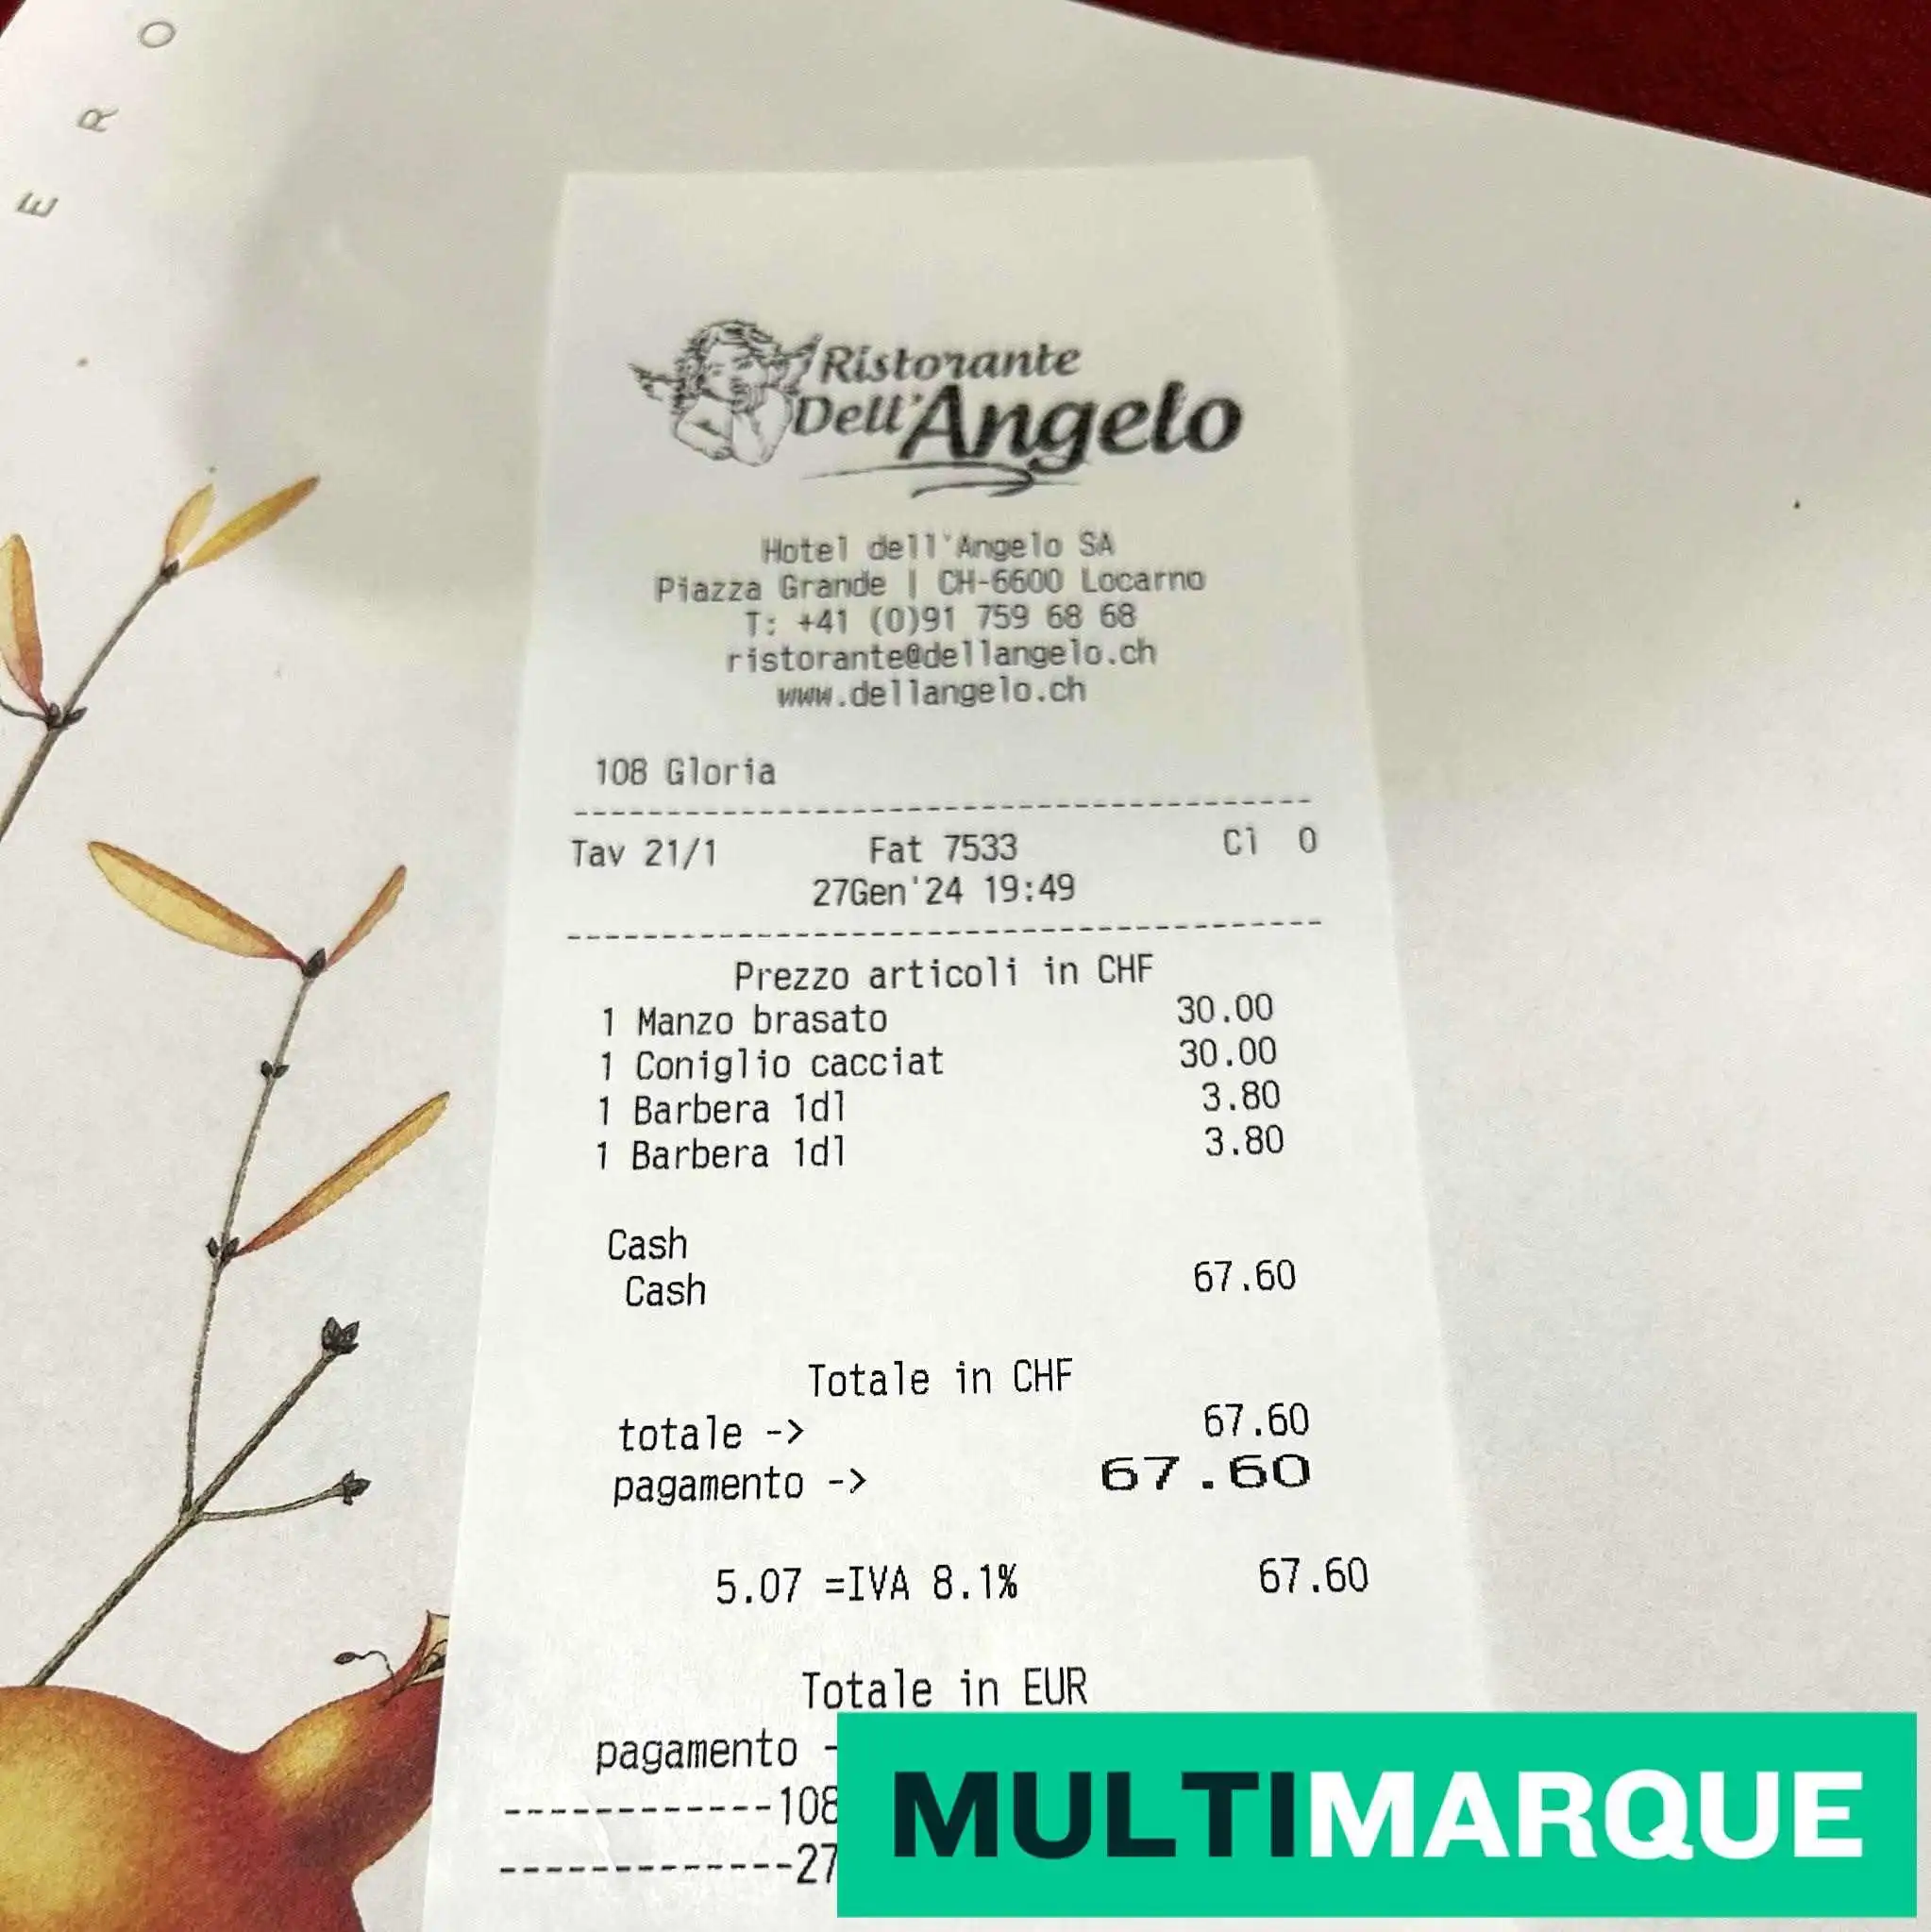 E R O
Ristorante
Dell'Angelo
Hotel dell'Angelo SA
Piazza Grande | CH-6600 Locarno
T: +41 (0)91 759 68 68
ristorante@dellangelo.ch
www.dellangelo.ch
108 Gloria
Tav 21/1 Fat 7533 Cl 0
27Gen'24 19:49
Prezzo articoli in CHF
1 Manzo brasato 30.00
1 Coniglio cacciat 30.00
1 Barbera 1dl 3.80
1 Barbera 1dl 3.80
Cash
Cash 67.60
Totale in CHF
totale -> 67.60
pagamento -> 67.60
5.07 =IVA 8.1% 67.60
Totale in EUR
pagamento -
------------108
-------------27
MULTIMARQUE